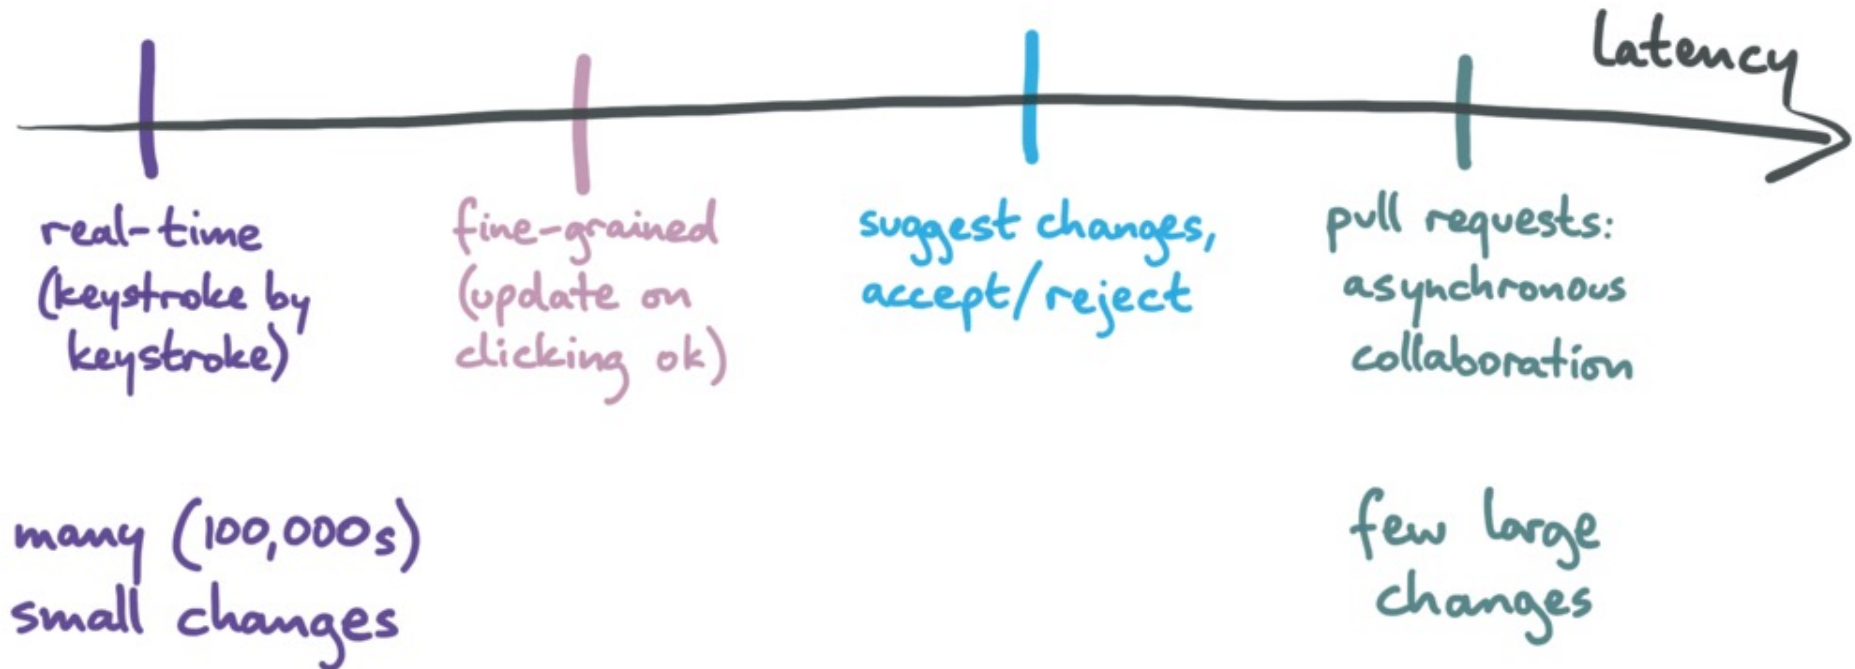 latency
real-time
(keystroke by
keystroke)
fine-grained
(update on
clicking ok)
suggest changes,
accept/reject
pull requests:
asynchronous
collaboration
many (100,000s)
small changes
few large
changes